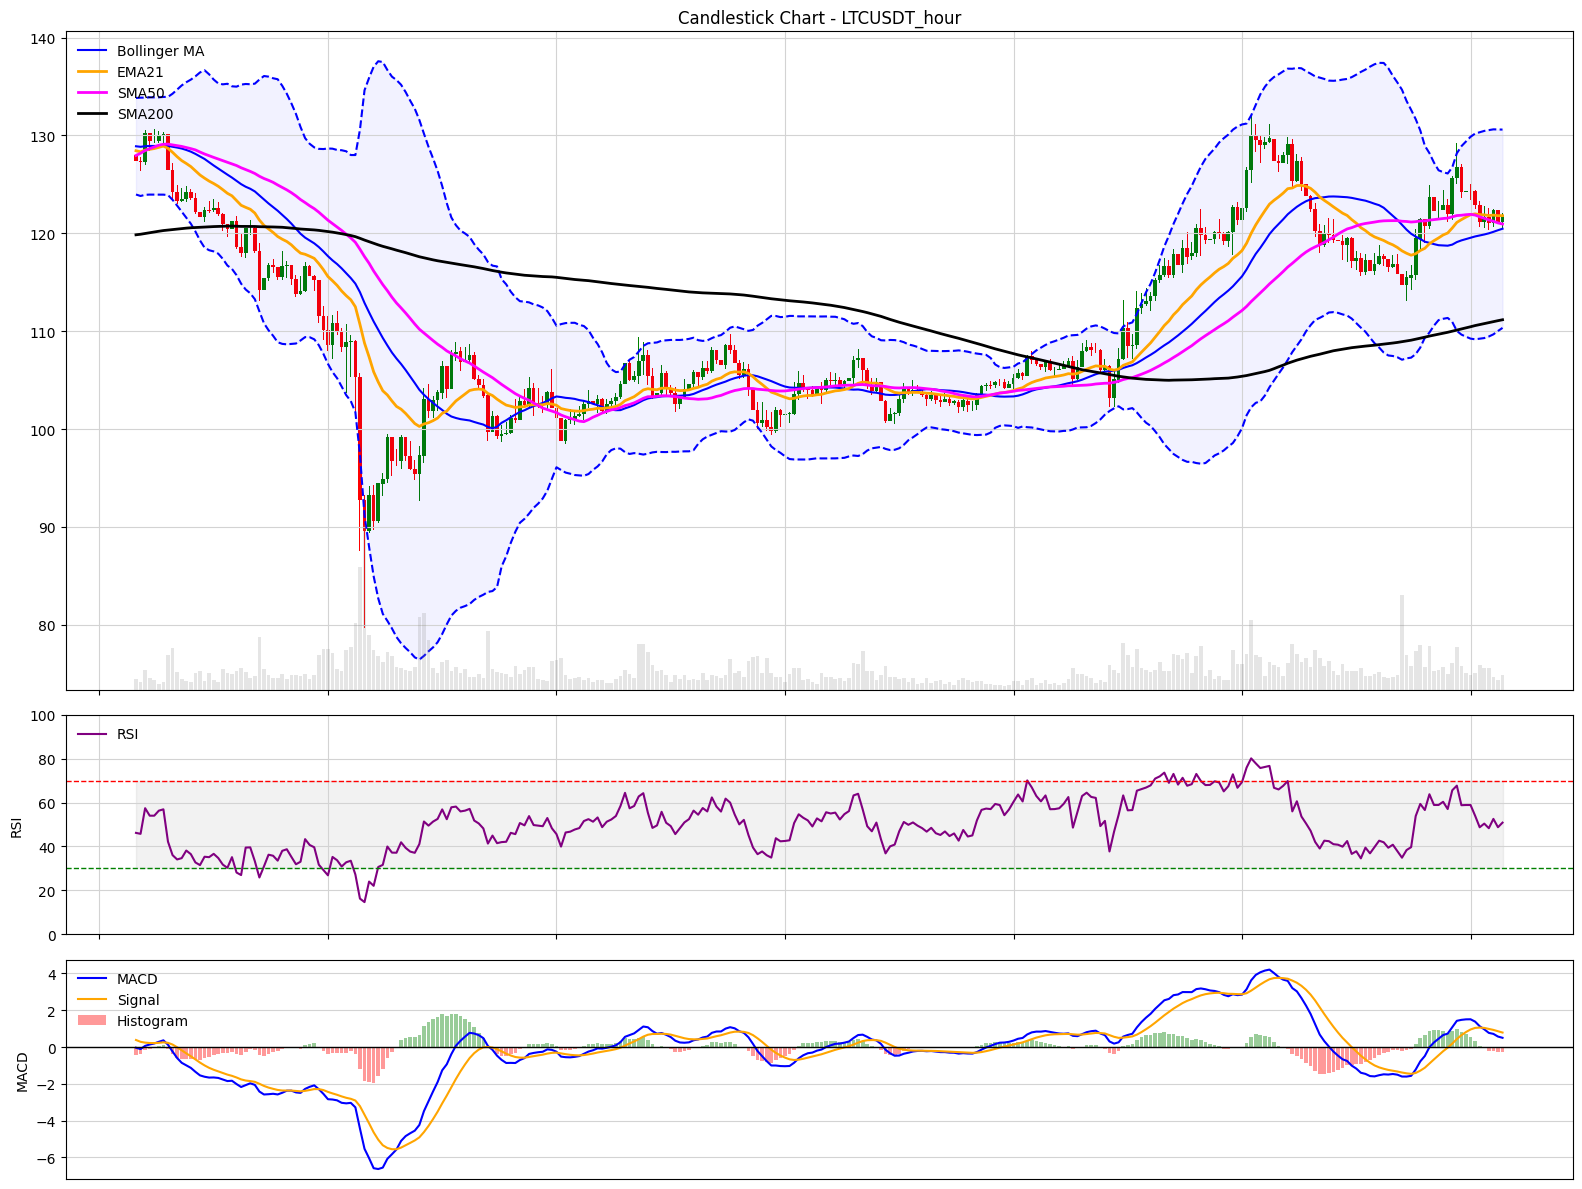 Candlestick Chart - LTCUSDT_hour
Bollinger MA
EMA21
SMA50
SMA200
140
130
120
110
100
90
80
RSI
100
80
60
40
20
0
RSI
MACD
Signal
Histogram
4
2
0
−2
−4
−6
MACD